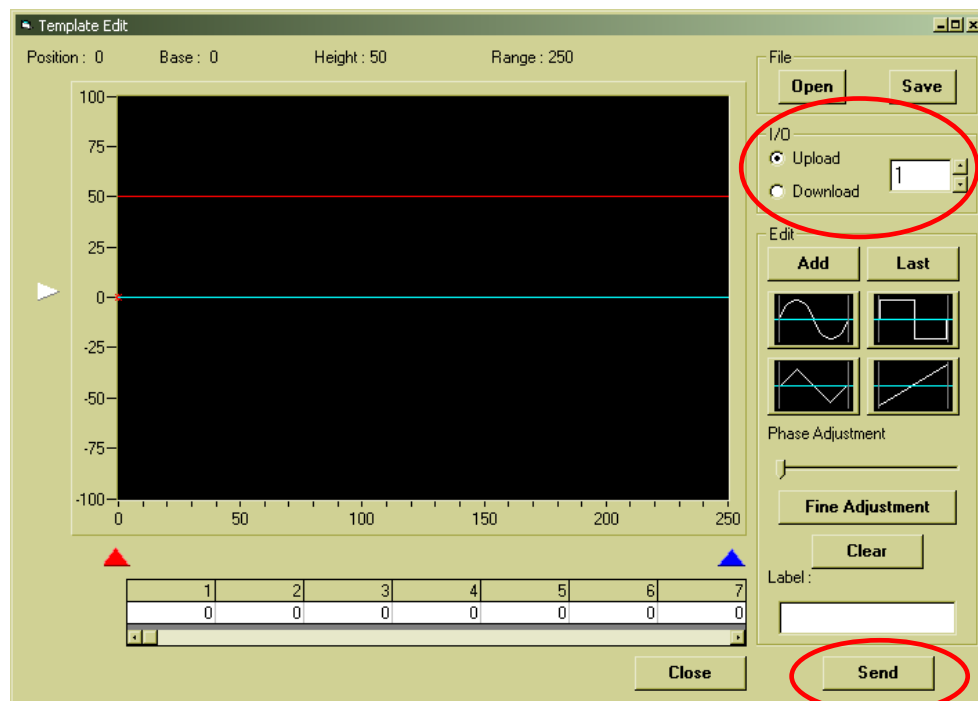 Template Edit
Position : 0 Base : 0 Height : 50 Range : 250
File
Open Save
I/O
Upload
Download
1
Edit
Add Last
Phase Adjustment
Fine Adjustment
Clear
Label :
100
75
50
25
0
-25
-50
-75
-100
0 50 100 150 200 250
1 2 3 4 5 6 7
0 0 0 0 0 0 0
Close Send